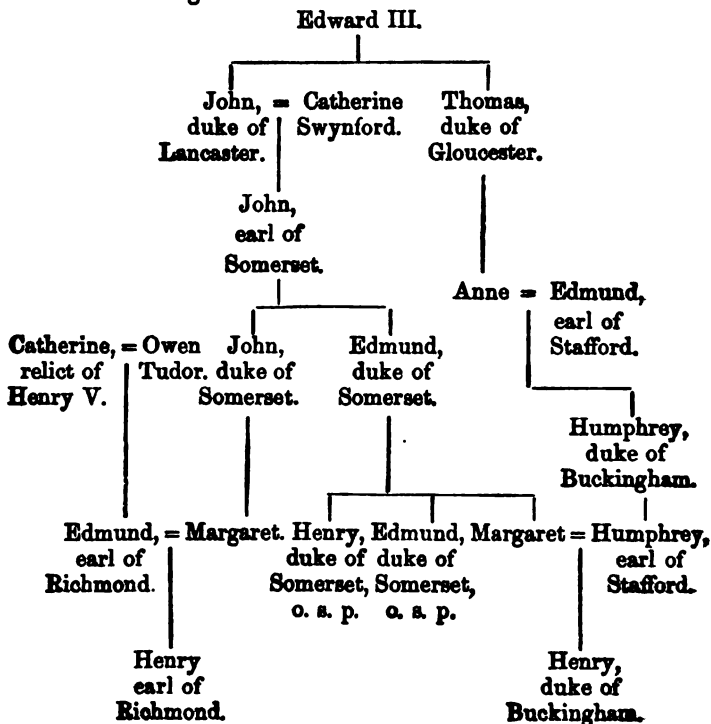 Edward III.
John, = Catherine
duke of Swynford.
Lancaster.
Thomas,
duke of
Gloucester.
John,
earl of
Somerset.
Anne = Edmund,
earl of
Stafford.
Catherine, = Owen
relict of Tudor.
Henry V.
John,
duke of
Somerset.
Edmund,
duke of
Somerset.
Humphrey,
duke of
Buckingham.
Edmund, = Margaret.
earl of
Richmond.
Henry,
duke of
Somerset,
o. s. p.
Edmund,
duke of
Somerset,
o. s. p.
Margaret = Humphrey,
earl of
Stafford.
Henry
earl of
Richmond.
Henry,
duke of
Buckingham.